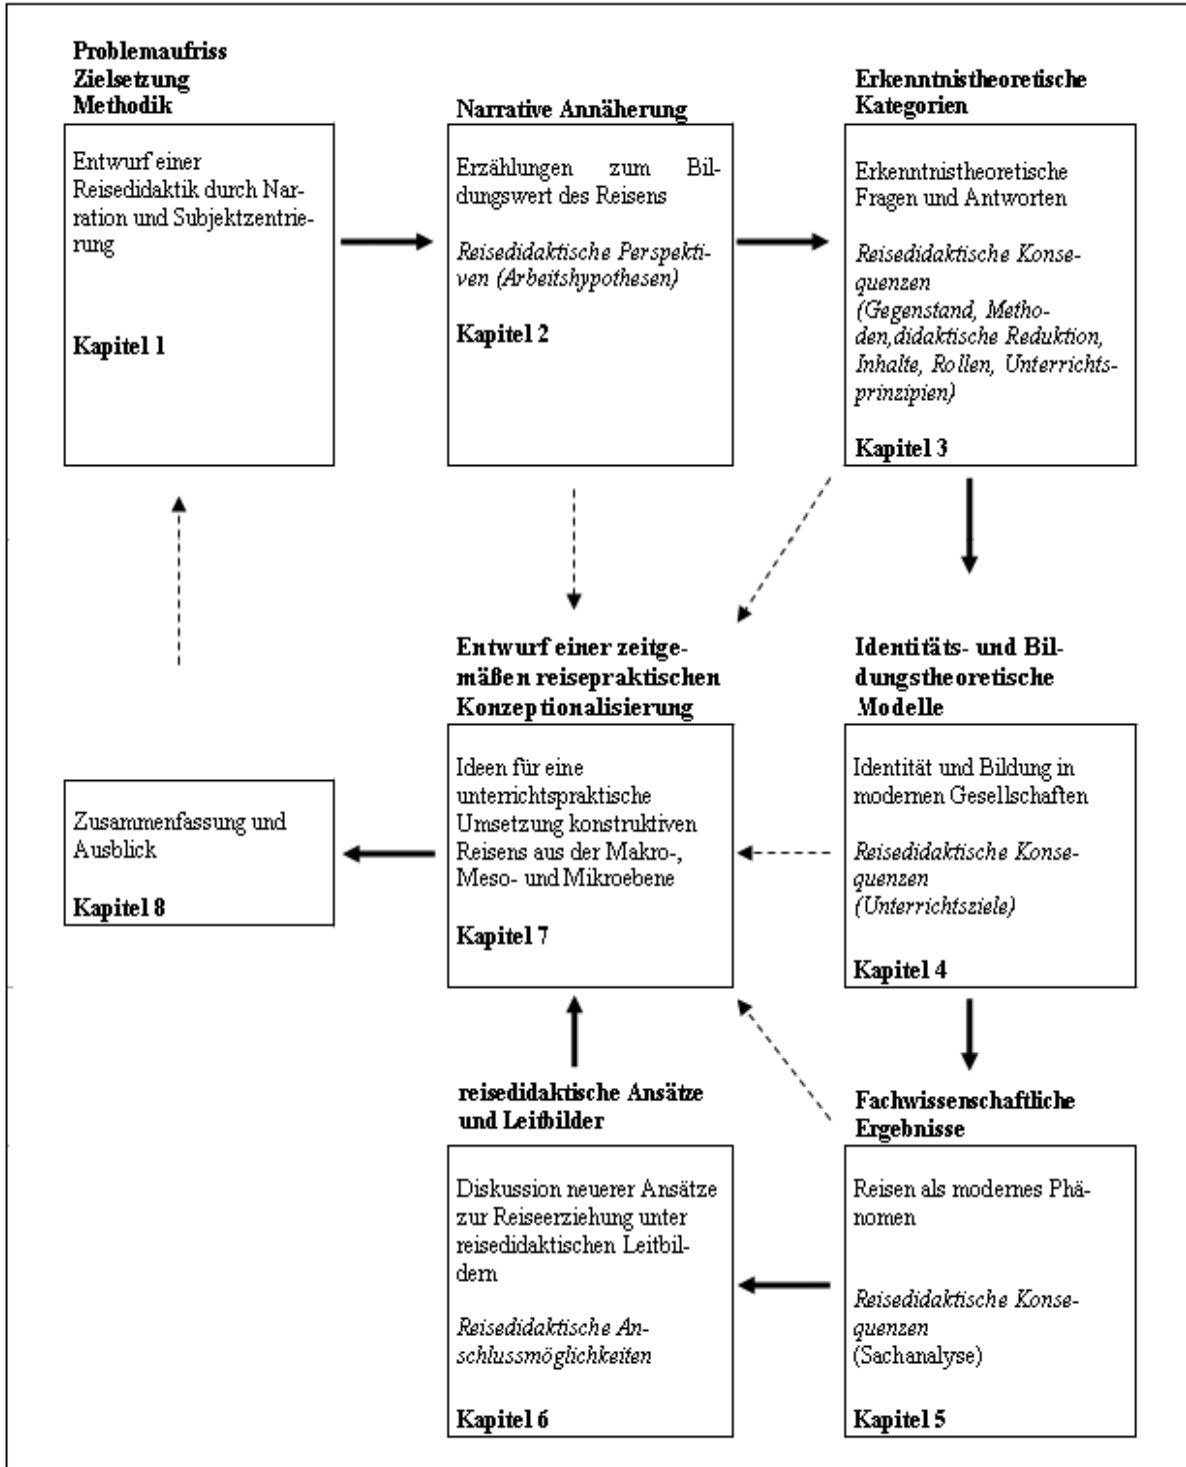 Problemaufriss
Zielsetzung
Methodik
Entwurf einer
Reisedidaktik durch Nar-
ration und Subjektzentrie-
rung
Kapitel 1
Narrative Annäherung
Erzählungen zum Bil-
dungswert des Reisens
Reisedidaktische Perspekti-
ven (Arbeitshypothesen)
Kapitel 2
Erkenntnistheoretische
Kategorien
Erkenntnistheoretische
Fragen und Antworten
Reisedidaktische Konse-
quenzen
(Gegenstand, Metho-
den,didaktische Reduktion,
Inhalte, Rollen, Unterrichts-
prinzipien)
Kapitel 3
Identitäts- und Bil-
dungstheoretische
Modelle
Identität und Bildung in
modernen Gesellschaften
Reisedidaktische Konse-
quenzen
(Unterrichtsziele)
Kapitel 4
Fachwissenschaftliche
Ergebnisse
Reisen als modernes Phä-
nomen
Reisedidaktische Konse-
quenzen
(Sachanalyse)
Kapitel 5
reisedidaktische Ansätze
und Leitbilder
Diskussion neuerer Ansätze
zur Reiseerziehung unter
reisedidaktischen Leitbil-
dern
Reisedidaktische An-
schlussmöglichkeiten
Kapitel 6
Entwurf einer zeitge-
mäßen reisepraktischen
Konzeptionalisierung
Ideen für eine
unterrichtspraktische
Umsetzung konstruktiven
Reisens aus der Makro-,
Meso- und Mikroebene
Kapitel 7
Zusammenfassung und
Ausblick
Kapitel 8